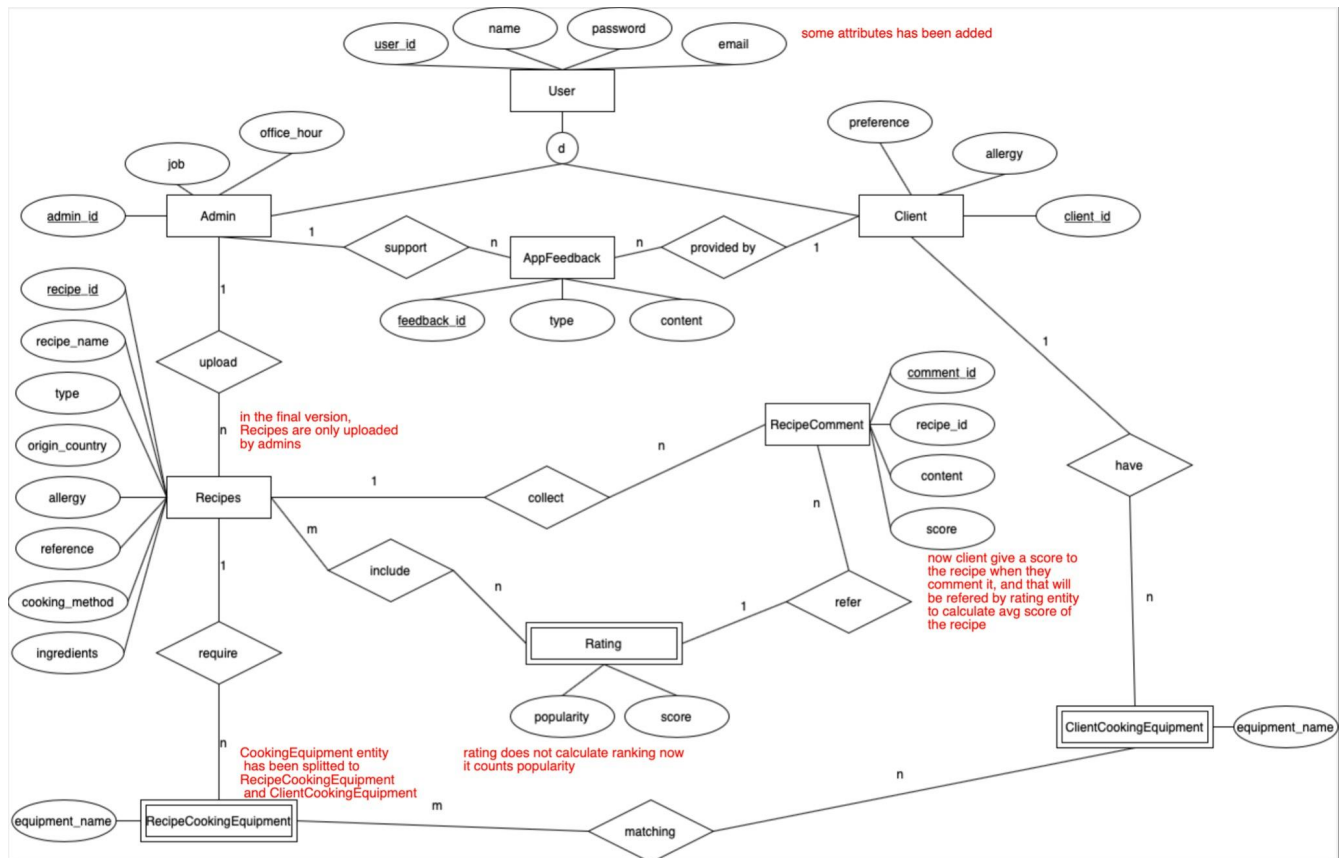 name
password
user_id
email
some attributes has been added
User
office_hour
preference
job
d
allergy
admin_id
Admin
Client
client_id
1
support
n
AppFeedback
n
provided by
1
recipe_id
1
feedback_id
type
content
recipe_name
upload
1
comment_id
type
in the final version,
Recipes are only uploaded
by admins
n
RecipeComment
recipe_id
origin_country
n
have
content
allergy
Recipes
1
collect
n
score
m
reference
include
now client give a score to
the recipe when they
comment it, and that will
be refered by rating entity
to calculate avg score of
the recipe
1
n
cooking_method
1
refer
n
ingredients
require
Rating
popularity
score
ClientCookingEquipment
equipment_name
n
CookingEquipment entity
has been splitted to
RecipeCookingEquipment
and ClientCookingEquipment
rating does not calculate ranking now
it counts popularity
n
m
equipment_name
RecipeCookingEquipment
matching